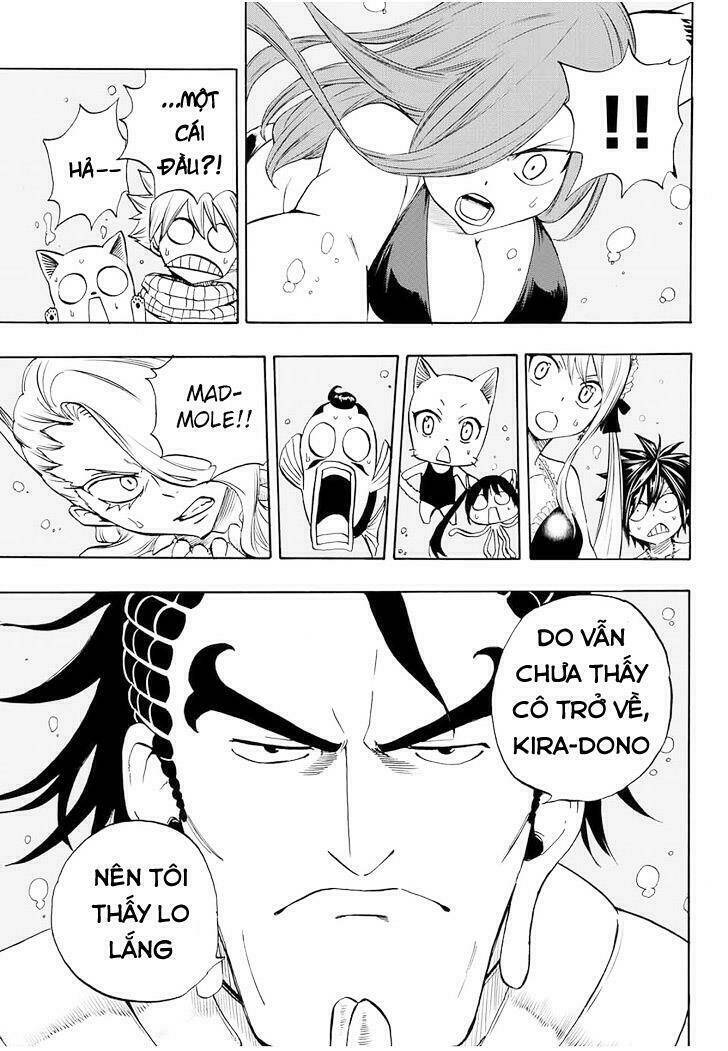 !!
...MỘT
CÁI
ĐẦU?!
HẢ--
MAD-
MOLE!!
DO VẪN
CHƯA THẤY
CÔ TRỞ VỀ,
KIRA-DONO
NÊN TÔI
THẤY LO
LẮNG